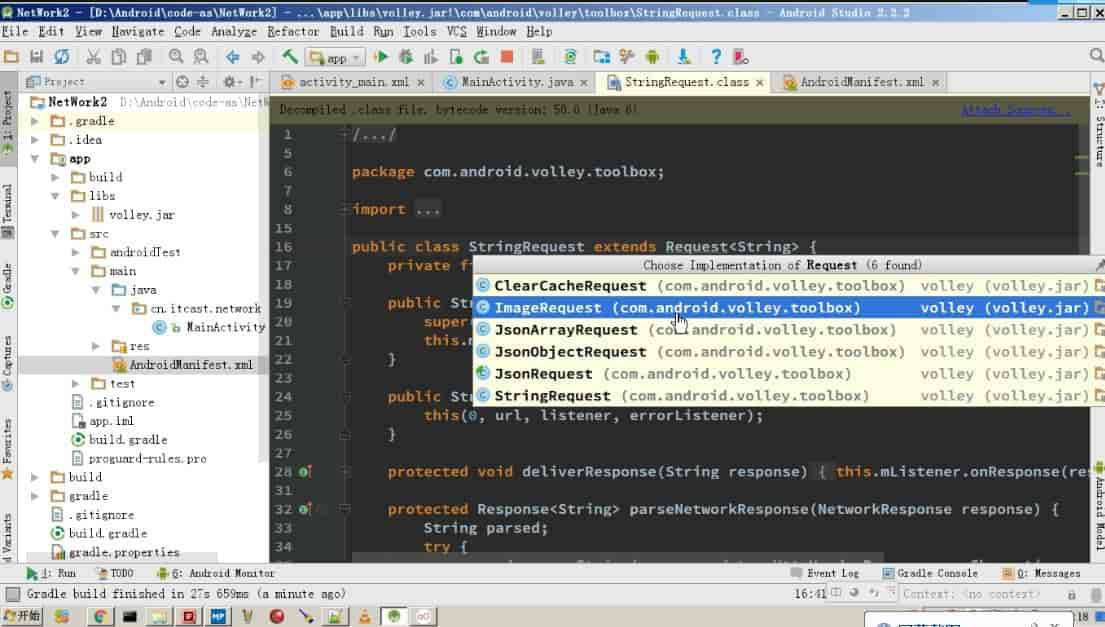 NetWork2 - [D:\Android\code-as\NetWork2] - ...\app\libs\volley.jar!\com\android\volley\toolbox\StringRequest.class - Android Studio 2.2.2
File Edit View Navigate Code Analyze Refactor Build Run Tools VCS Window Help
app
Project
activity_main.xml
MainActivity.java
StringRequest.class
AndroidManifest.xml
NetWork2 D:\Android\code-as\Netw
.gradle
.idea
app
build
libs
volley.jar
src
androidTest
main
java
cn.itcast.network
MainActivity
res
AndroidManifest.xml
test
.gitignore
app.iml
build.gradle
proguard-rules.pro
build
gradle
.gitignore
build.gradle
gradle.properties
1: Project
Terminal
Gradle
Captures
Favorites
d Variants
Decompiled .class file, bytecode version: 50.0 (Java 6)
Attach Sources...
1 /.../
5
6 package com.android.volley.toolbox;
7
8 import ...
15
16 public class StringRequest extends Request<String> {
17 private f
18
19 public St
20 super
21 this.
22 }
23
24 public St
25 this(0, url, listener, errorListener);
26 }
27
28 protected void deliverResponse(String response) { this.mListener.onResponse(res
31
32 protected Response<String> parseNetworkResponse(NetworkResponse response) {
33 String parsed;
34 try {
Choose Implementation of Request (6 found)
ClearCacheRequest (com.android.volley.toolbox) volley (volley.jar)
ImageRequest (com.android.volley.toolbox) volley (volley.jar)
JsonArrayRequest (com.android.volley.toolbox) volley (volley.jar)
JsonObjectRequest (com.android.volley.toolbox) volley (volley.jar)
JsonRequest (com.android.volley.toolbox) volley (volley.jar)
StringRequest (com.android.volley.toolbox) volley (volley.jar)
Structure
Android Model
4: Run
TODO
6: Android Monitor
Event Log
Gradle Console
0: Messages
Gradle build finished in 27s 659ms (a minute ago)
16:41
Context: <no context>
开始
:18